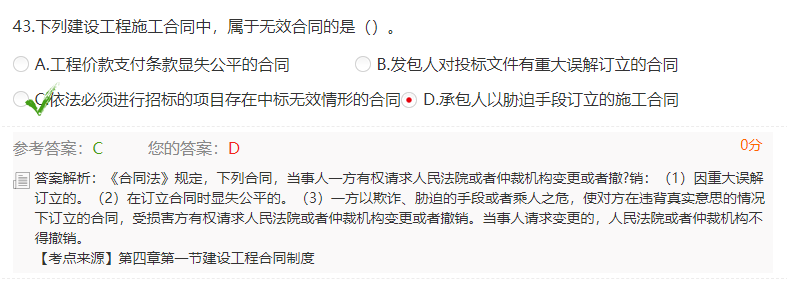 43.下列建设工程施工合同中，属于无效合同的是（）。
A.工程价款支付条款显失公平的合同 B.发包人对投标文件有重大误解订立的合同
C.依法必须进行招标的项目存在中标无效情形的合同 D.承包人以胁迫手段订立的施工合同
参考答案：C 您的答案：D 0分
答案解析：《合同法》规定，下列合同，当事人一方有权请求人民法院或者仲裁机构变更或者撤?销：（1）因重大误解
订立的。（2）在订立合同时显失公平的。（3）一方以欺诈、胁迫的手段或者乘人之危，使对方在违背真实意思的情况
下订立的合同，受损害方有权请求人民法院或者仲裁机构变更或者撤销。当事人请求变更的，人民法院或者仲裁机构不
得撤销。
【考点来源】第四章第一节建设工程合同制度